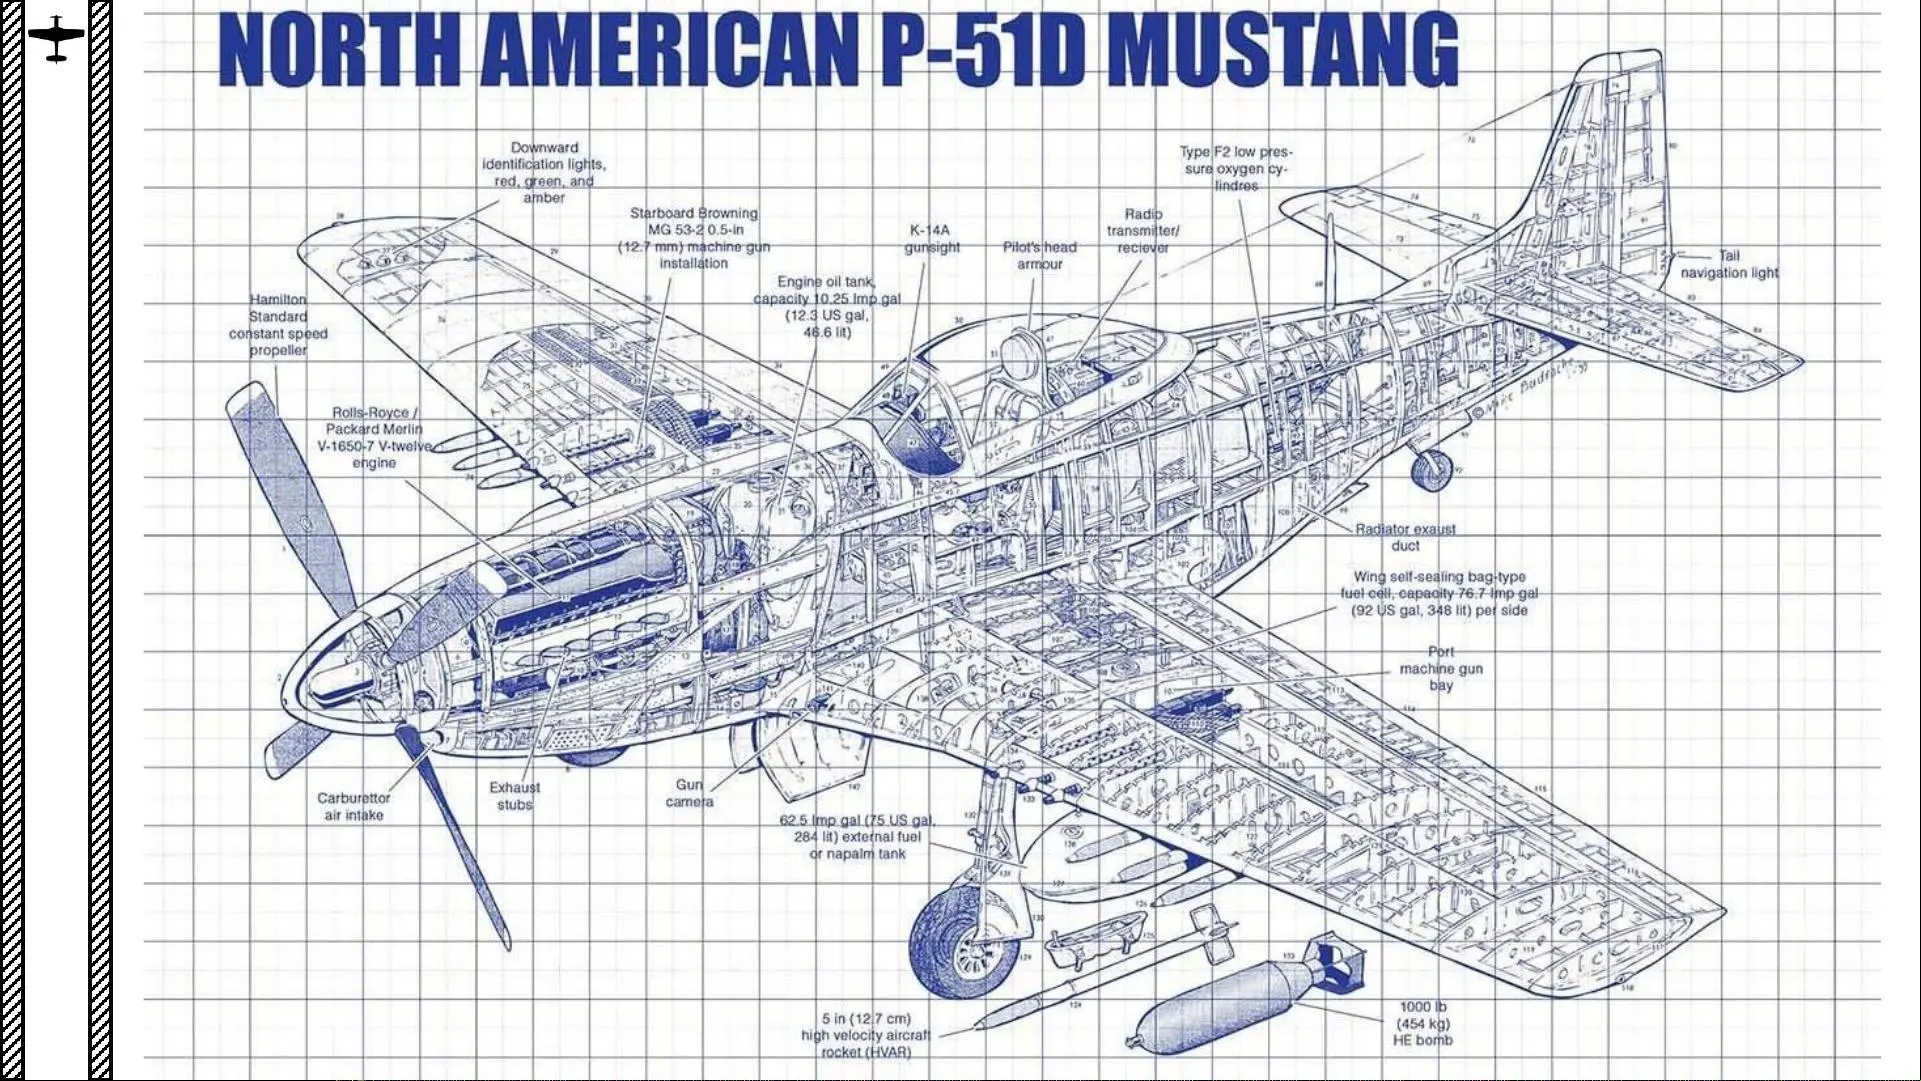 NORTH AMERICAN P-51D MUSTANG
Downward
identification lights,
red, green, and
amber
Starboard Browning
MG 53-2 0.5-in
(12.7 mm) machine gun
installation
Engine oil tank,
capacity 10.25 Imp gal
(12.3 US gal,
46.6 lit)
K-14A
gunsight
Pilot's head
armour
Radio
transmitter/
reciever
Type F2 low pres-
sure oxygen cy-
lindres
Tail
navigation light
Hamilton
Standard
constant speed
propeller
Rolls-Royce /
Packard Merlin
V-1650-7 V-twelve
engine
Radiator exaust
duct
Wing self-sealing bag-type
fuel cell, capacity 76.7 Imp gal
(92 US gal, 348 lit) per side
Port
machine gun
bay
Carburettor
air intake
Exhaust
stubs
Gun
camera
62.5 Imp gal (75 US gal,
284 lit) external fuel
or napalm tank
5 in (12.7 cm)
high velocity aircraft
rocket (HVAR)
1000 lb
(454 kg)
HE bomb